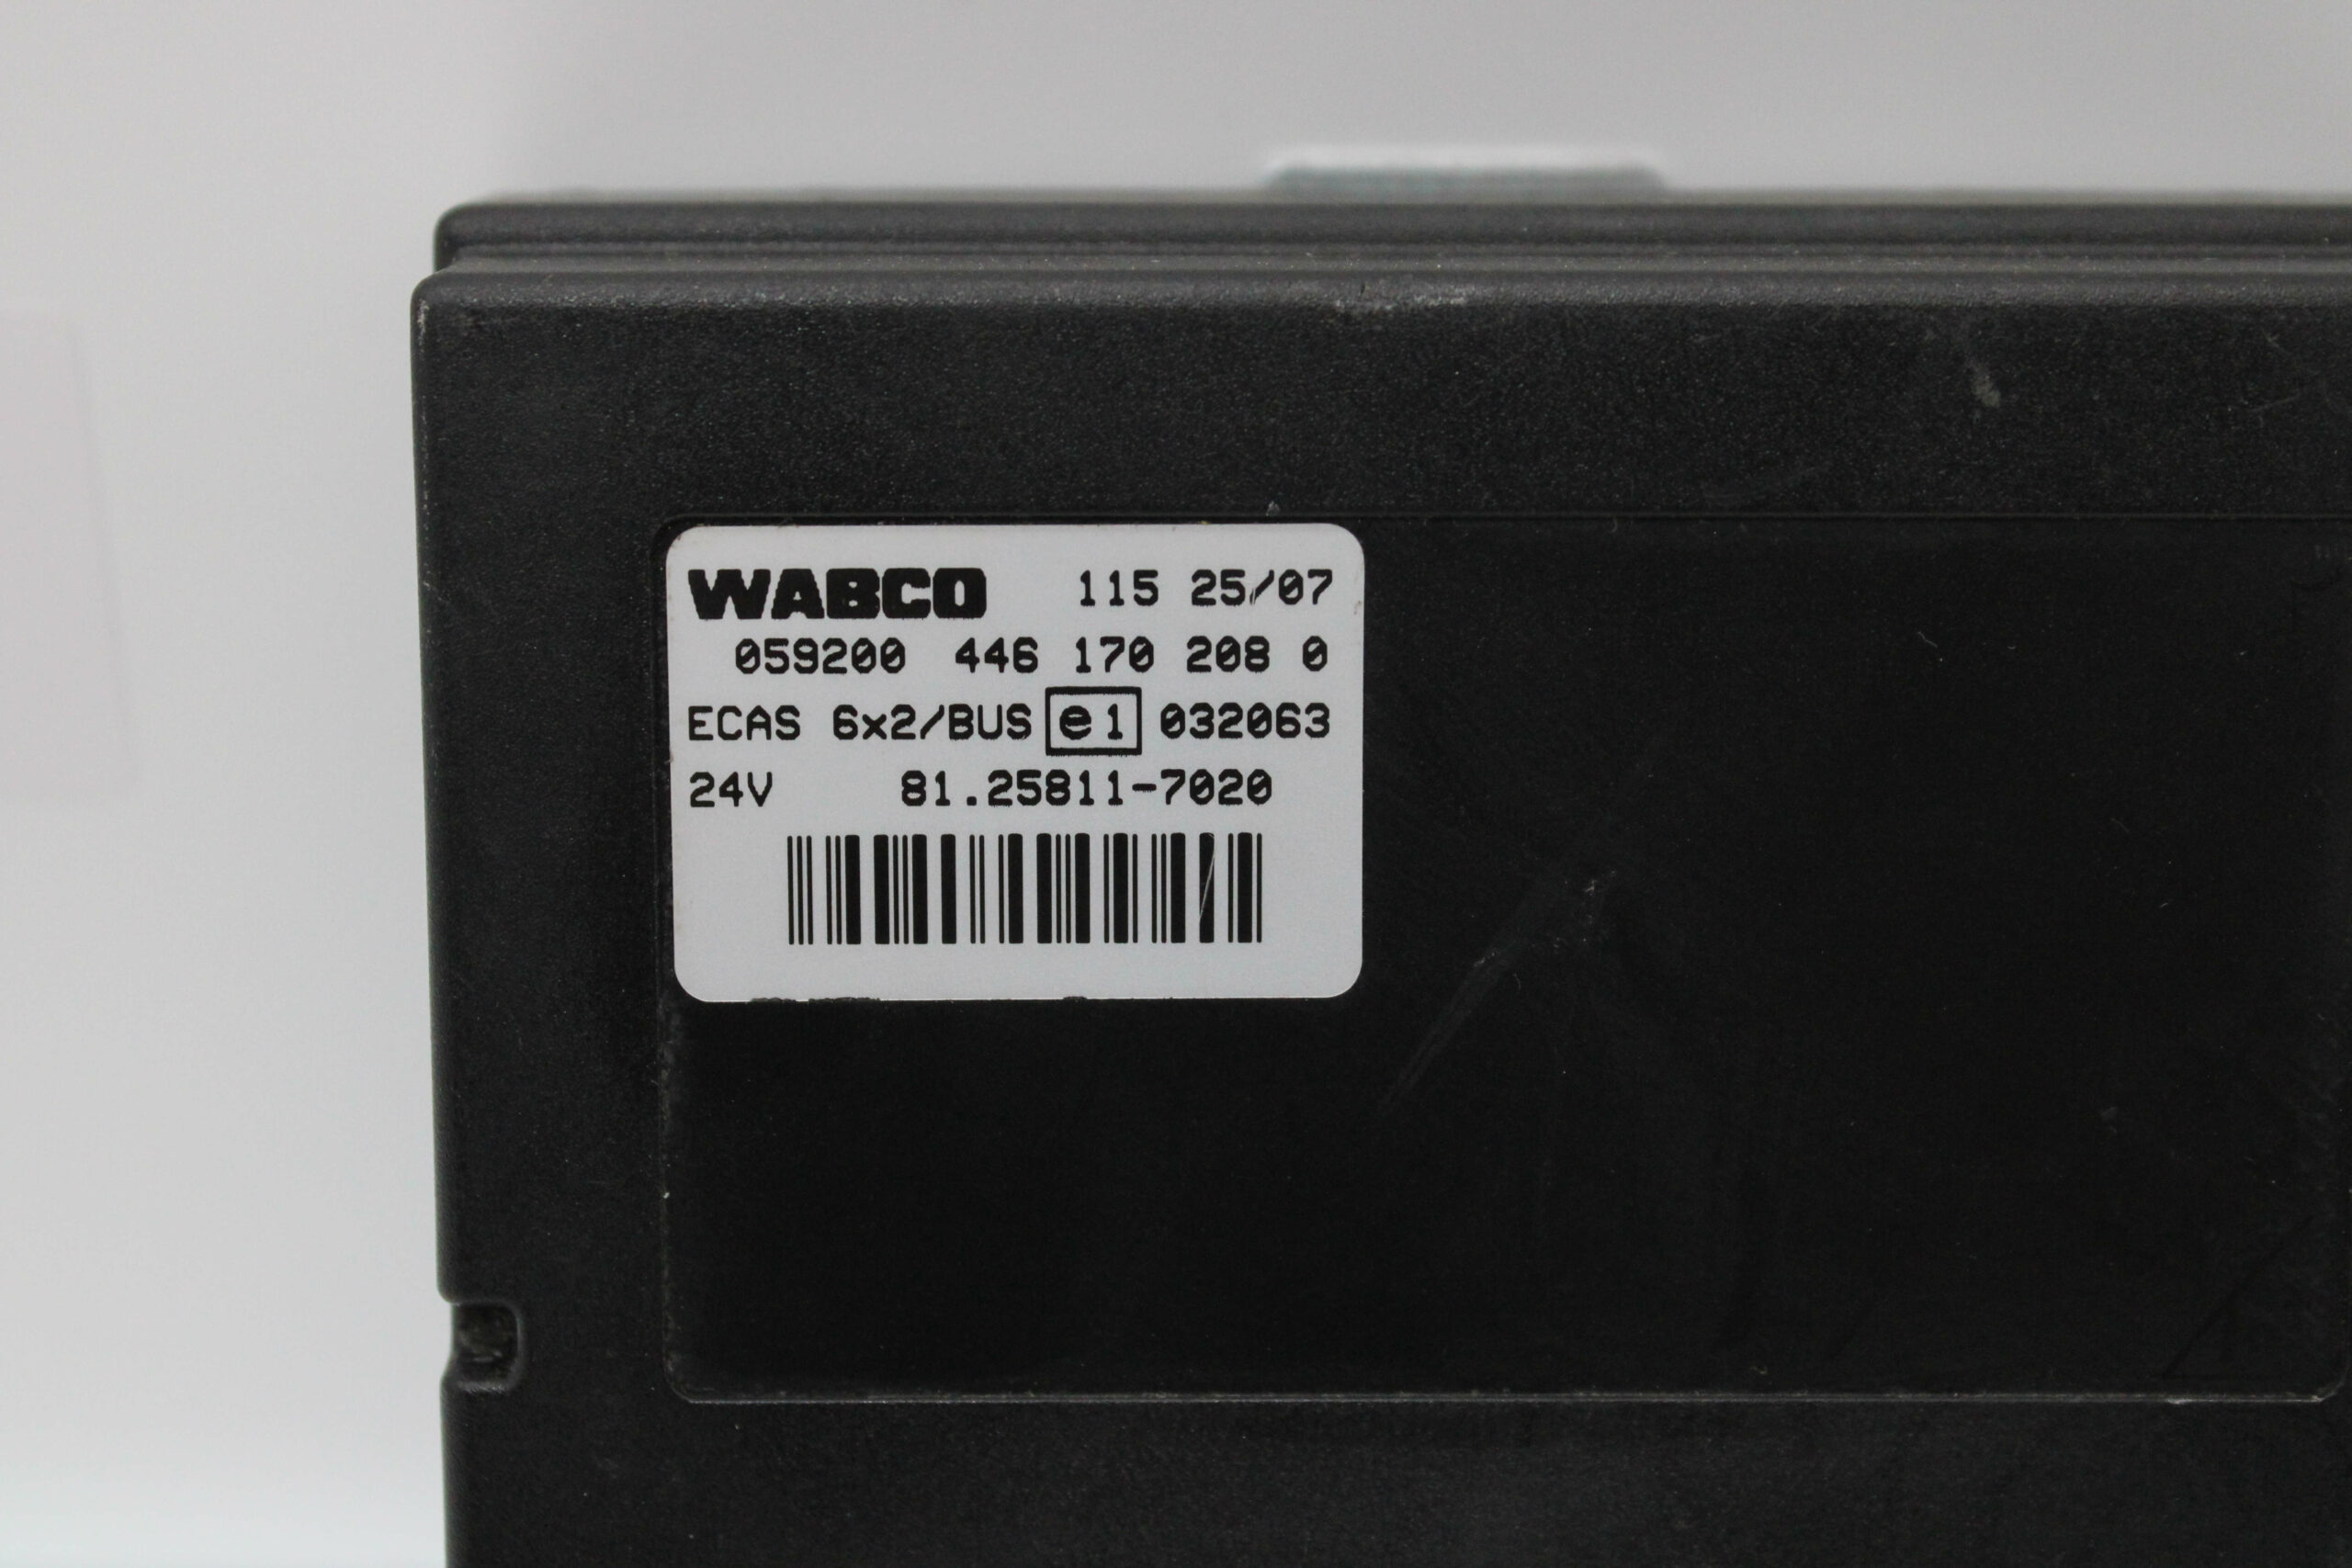 WABCO 115 25/07
059200 446 170 208 0
ECAS 6x2/BUS e1 032063
24V 81.25811-7020